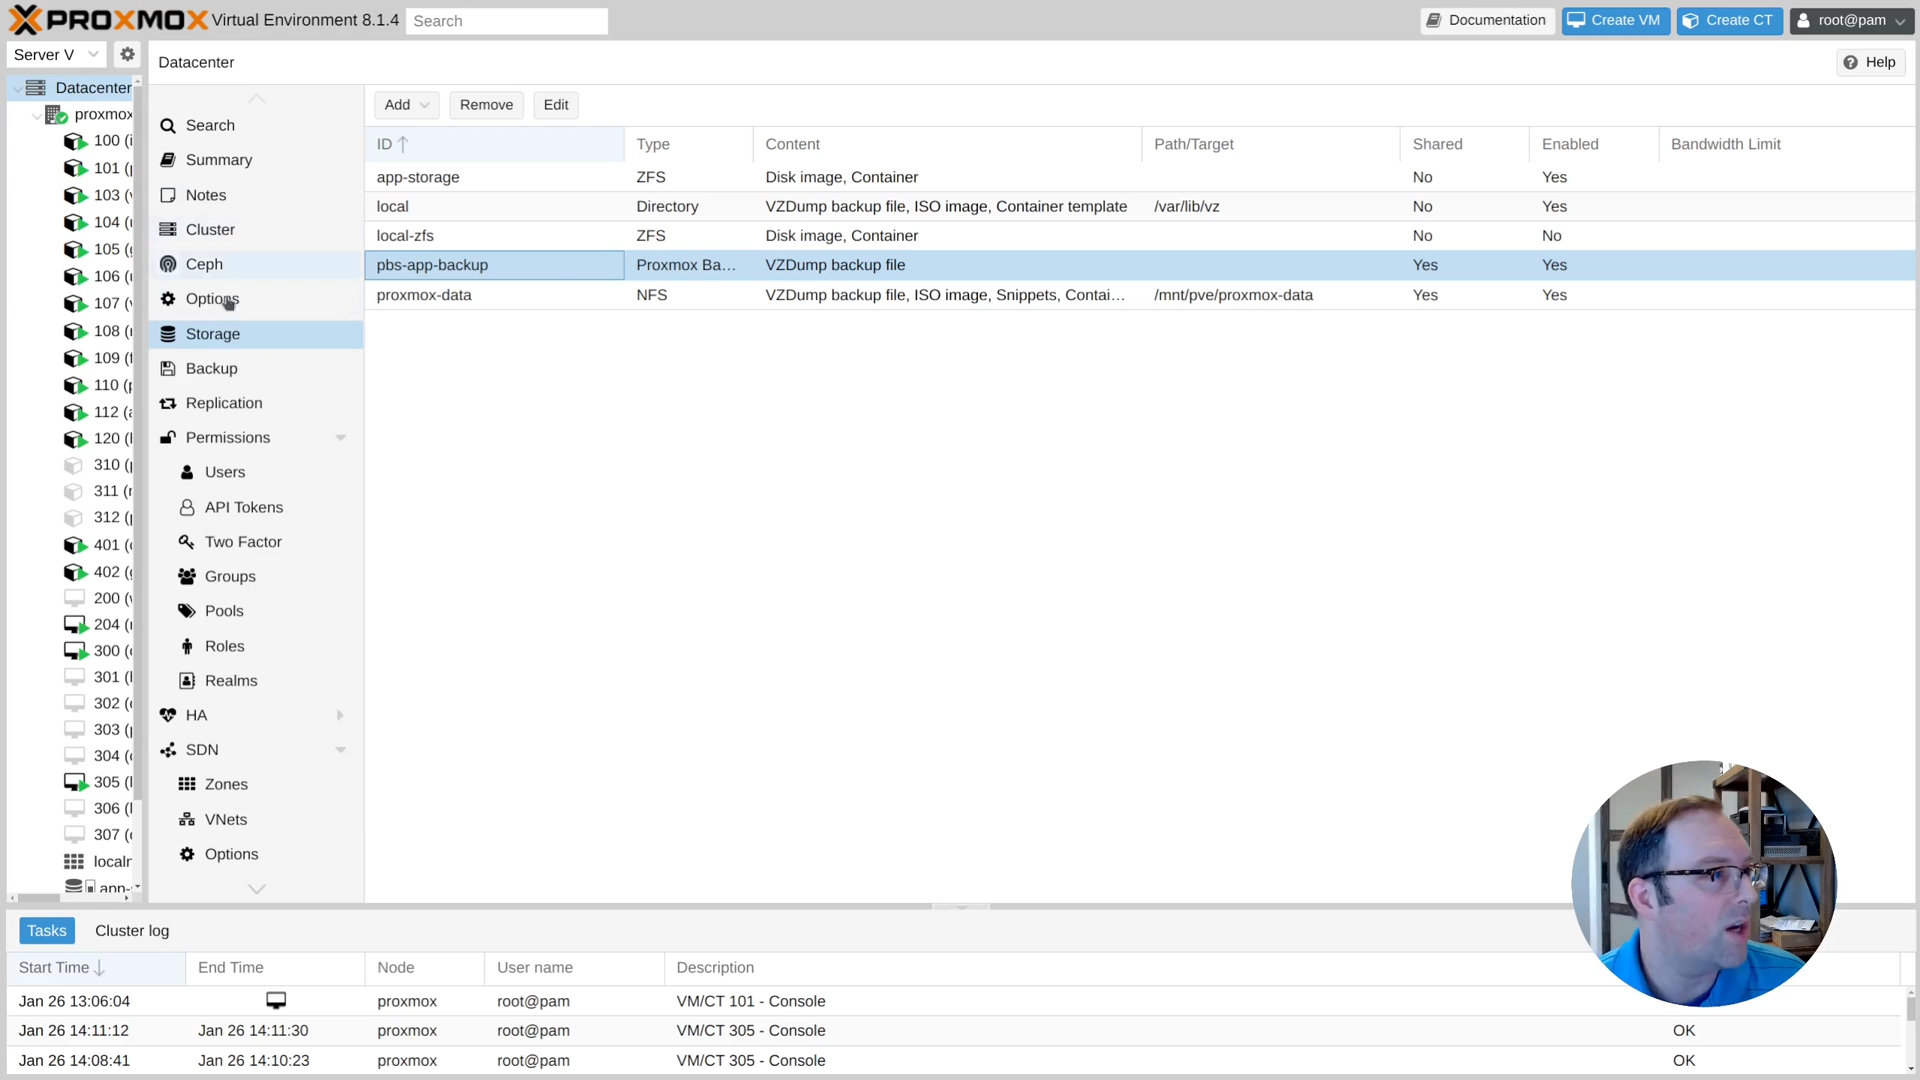 PROXMOX Virtual Environment 8.1.4 Search Documentation Create VM Create CT root@pam
Server V
Datacenter Help
Datacenter
proxmox
100 (i
101 (p
103 (v
104 (
105 (g
106 (
107 (v
108 (
109 (f
110 (p
112 (a
120 (l
310 (p
311 (
312 (p
401 (
402 (g
200 (v
204 (
300 (
301 (
302 (
303 (p
304 (
305 (
306 (
307 (
localn
app-s
Search
Summary
Notes
Cluster
Ceph
Options
Storage
Backup
Replication
Permissions
Users
API Tokens
Two Factor
Groups
Pools
Roles
Realms
HA
SDN
Zones
VNets
Options
Add Remove Edit
ID Type Content Path/Target Shared Enabled Bandwidth Limit
app-storage ZFS Disk image, Container No Yes
local Directory VZDump backup file, ISO image, Container template /var/lib/vz No Yes
local-zfs ZFS Disk image, Container No No
pbs-app-backup Proxmox Ba... VZDump backup file Yes Yes
proxmox-data NFS VZDump backup file, ISO image, Snippets, Contai... /mnt/pve/proxmox-data Yes Yes
Tasks Cluster log
Start Time End Time Node User name Description
Jan 26 13:06:04 proxmox root@pam VM/CT 101 - Console
Jan 26 14:11:12 Jan 26 14:11:30 proxmox root@pam VM/CT 305 - Console OK
Jan 26 14:08:41 Jan 26 14:10:23 proxmox root@pam VM/CT 305 - Console OK